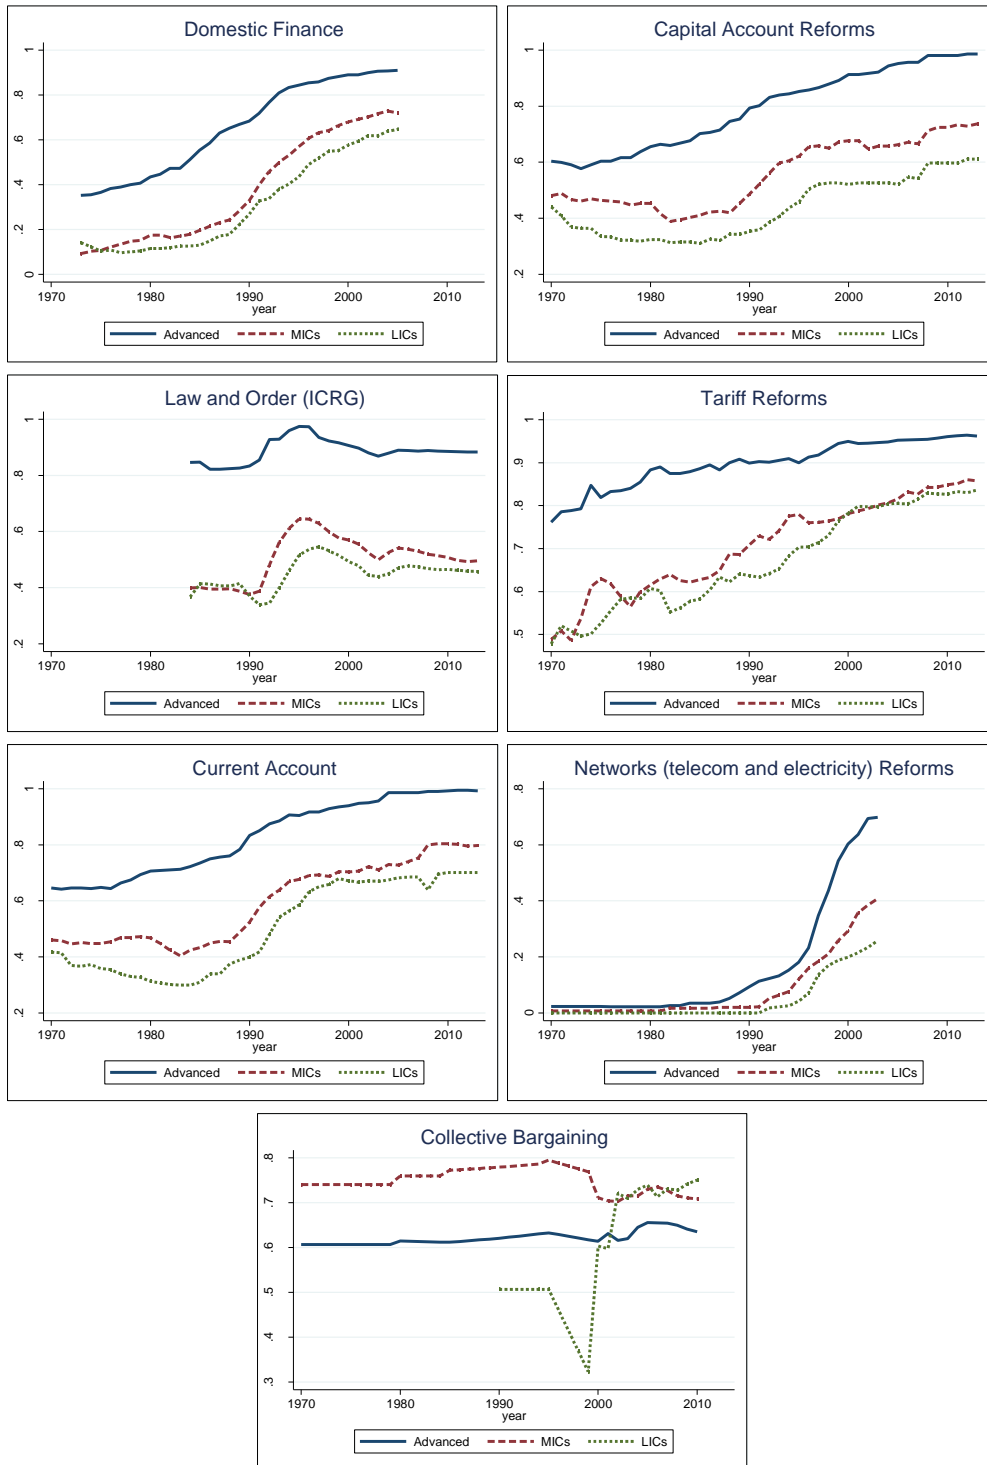 Domestic Finance
1
.8
.6
.4
.2
0
1970 1980 1990 2000 2010
year
Advanced MICs LICs
Capital Account Reforms
1
.8
.6
.4
.2
1970 1980 1990 2000 2010
year
Advanced MICs LICs
Law and Order (ICRG)
1
.8
.6
.4
.2
1970 1980 1990 2000 2010
year
Advanced MICs LICs
Tariff Reforms
1
.9
.8
.7
.6
.5
1970 1980 1990 2000 2010
year
Advanced MICs LICs
Current Account
1
.8
.6
.4
.2
1970 1980 1990 2000 2010
year
Advanced MICs LICs
Networks (telecom and electricity) Reforms
.8
.6
.4
.2
0
1970 1980 1990 2000 2010
year
Advanced MICs LICs
Collective Bargaining
.8
.7
.6
.5
.4
.3
1970 1980 1990 2000 2010
year
Advanced MICs LICs